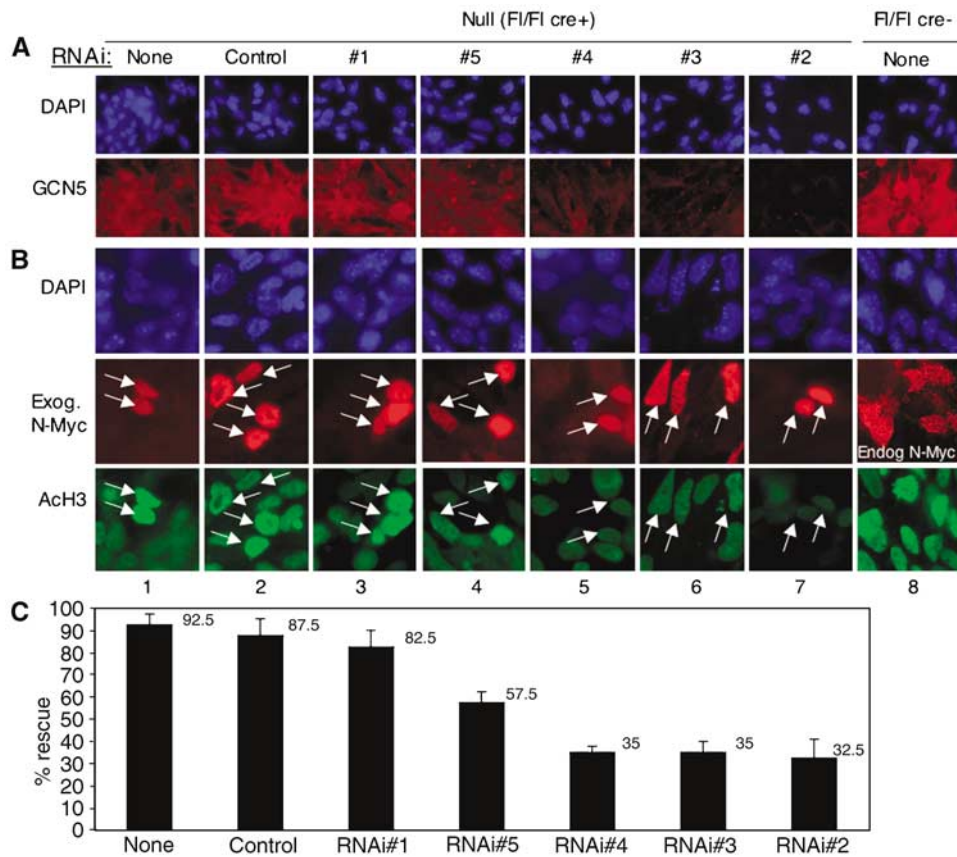 Null (Fl/Fl cre+) Fl/Fl cre-
A RNAi: None Control #1 #5 #4 #3 #2 None
DAPI
GCN5
B
DAPI
Exog.
N-Myc
Endog N-Myc
AcH3
1 2 3 4 5 6 7 8
C
% rescue
100
90
80
70
60
50
40
30
20
10
0
92.5
87.5
82.5
57.5
35
35
32.5
None Control RNAi#1 RNAi#5 RNAi#4 RNAi#3 RNAi#2